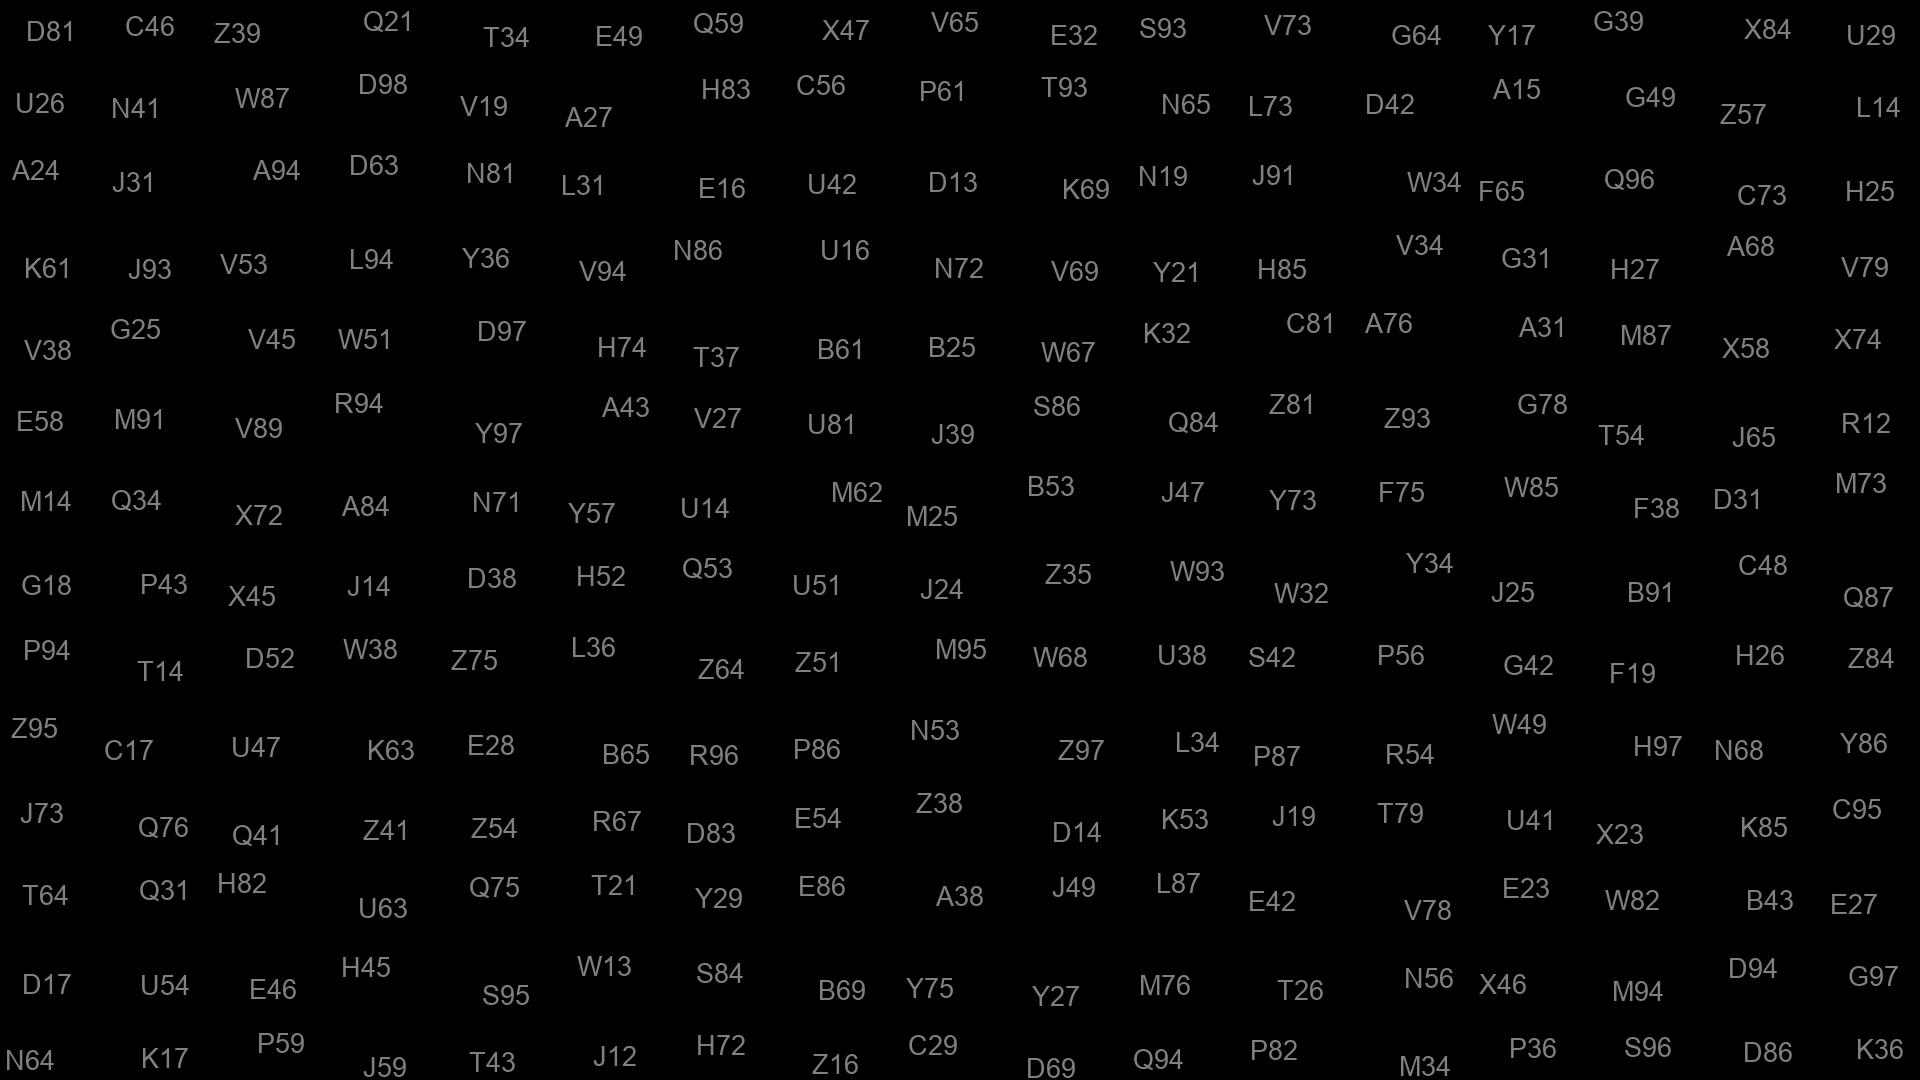 D81 C46 Z39 Q21 T34 E49 Q59 X47 V65 E32 S93 V73 G64 Y17 G39 X84 U29
U26 N41 W87 D98 V19 A27 H83 C56 P61 T93 N65 L73 D42 A15 G49 Z57 L14
A24 J31 A94 D63 N81 L31 E16 U42 D13 K69 N19 J91 W34 F65 Q96 C73 H25
K61 J93 V53 L94 Y36 V94 N86 U16 N72 V69 Y21 H85 V34 G31 H27 A68 V79
V38 G25 V45 W51 D97 H74 T37 B61 B25 W67 K32 C81 A76 A31 M87 X58 X74
E58 M91 V89 R94 Y97 A43 V27 U81 J39 S86 Q84 Z81 Z93 G78 T54 J65 R12
M14 Q34 X72 A84 N71 Y57 U14 M62 M25 B53 J47 Y73 F75 W85 F38 D31 M73
G18 P43 X45 J14 D38 H52 Q53 U51 J24 Z35 W93 W32 Y34 J25 B91 C48 Q87
P94 T14 D52 W38 Z75 L36 Z64 Z51 M95 W68 U38 S42 P56 G42 F19 H26 Z84
Z95 C17 U47 K63 E28 B65 R96 P86 N53 Z97 L34 P87 R54 W49 H97 N68 Y86
J73 Q76 Q41 Z41 Z54 R67 D83 E54 Z38 D14 K53 J19 T79 U41 X23 K85 C95
T64 Q31 H82 U63 Q75 T21 Y29 E86 A38 J49 L87 E42 V78 E23 W82 B43 E27
D17 U54 E46 H45 S95 W13 S84 B69 Y75 Y27 M76 T26 N56 X46 M94 D94 G97
N64 K17 P59 J59 T43 J12 H72 Z16 C29 D69 Q94 P82 M34 P36 S96 D86 K36